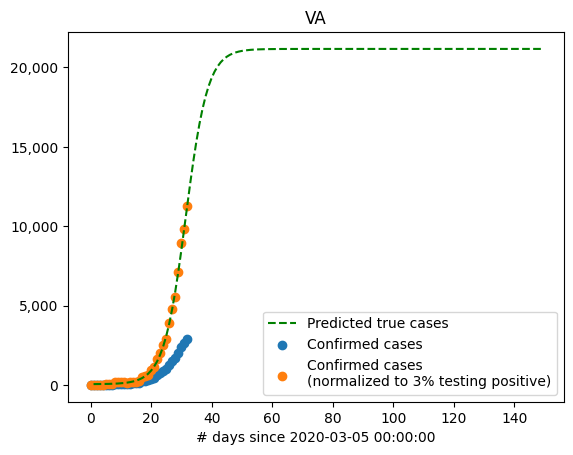 VA
20,000
15,000
10,000
5,000
0
Predicted true cases
Confirmed cases
Confirmed cases
(normalized to 3% testing positive)
0 20 40 60 80 100 120 140
# days since 2020-03-05 00:00:00